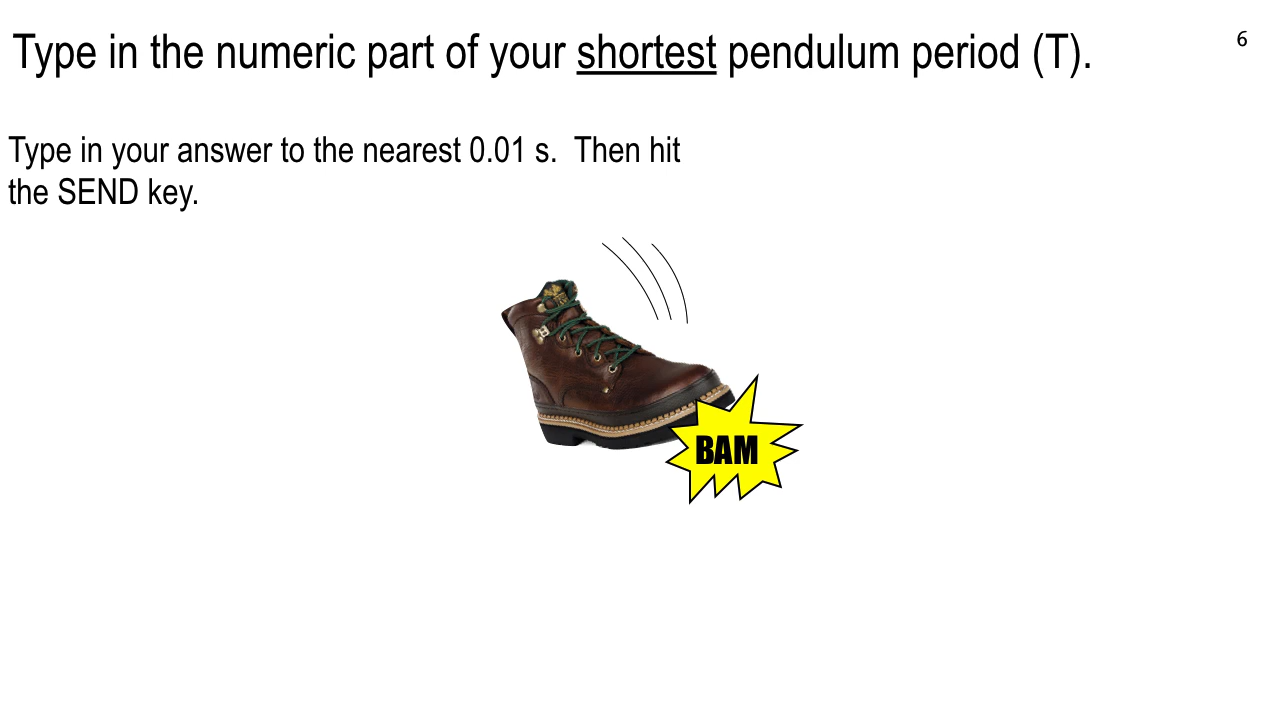 Type in the numeric part of your shortest pendulum period (T).
6
Type in your answer to the nearest 0.01 s.  Then hit
the SEND key.
BAM